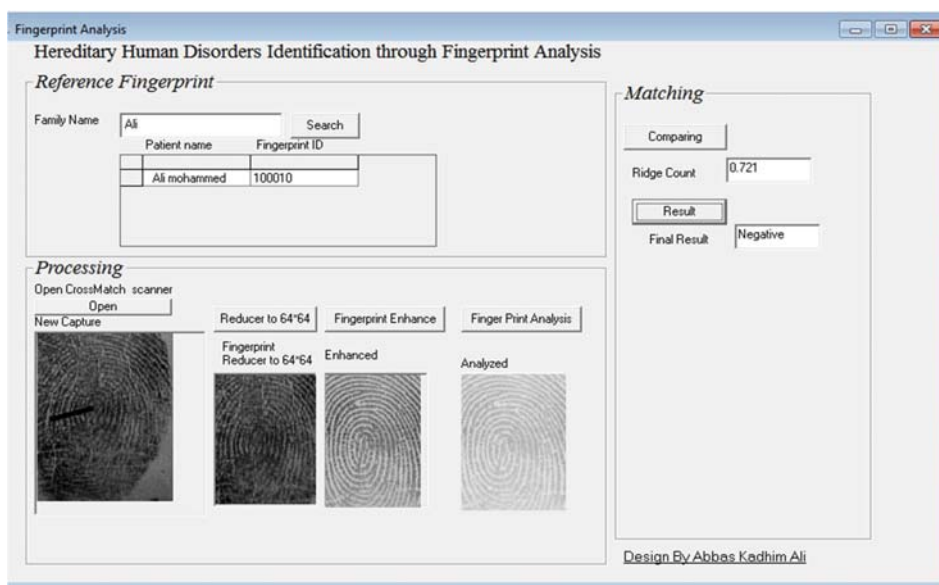 Fingerprint Analysis
Hereditary Human Disorders Identification through Fingerprint Analysis
Reference Fingerprint
Family Name
Ali
Search
Patient name Fingerprint ID
Ali mohammed 100010
Processing
Open CrossMatch scanner
Open
New Capture
Reducer to 64*64
Fingerprint Enhance
Finger Print Analysis
Fingerprint
Reducer to 64*64
Enhanced
Analyzed
Matching
Comparing
Ridge Count
0.721
Result
Final Result
Negative
Design By Abbas Kadhim Ali